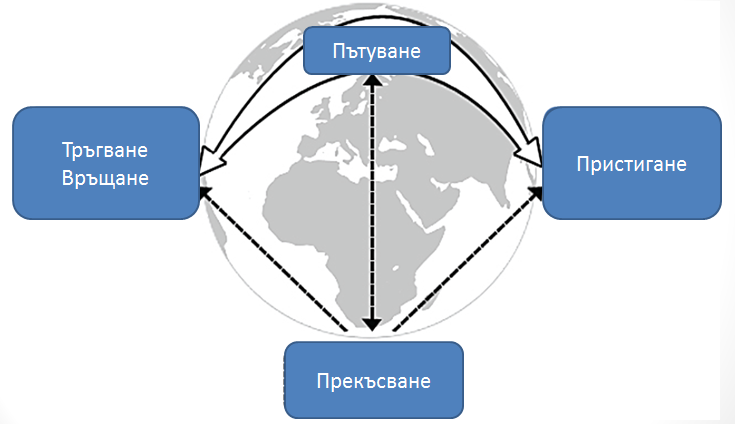 Пътуване
Тръгване
Връщане
Пристигане
Прекъсване